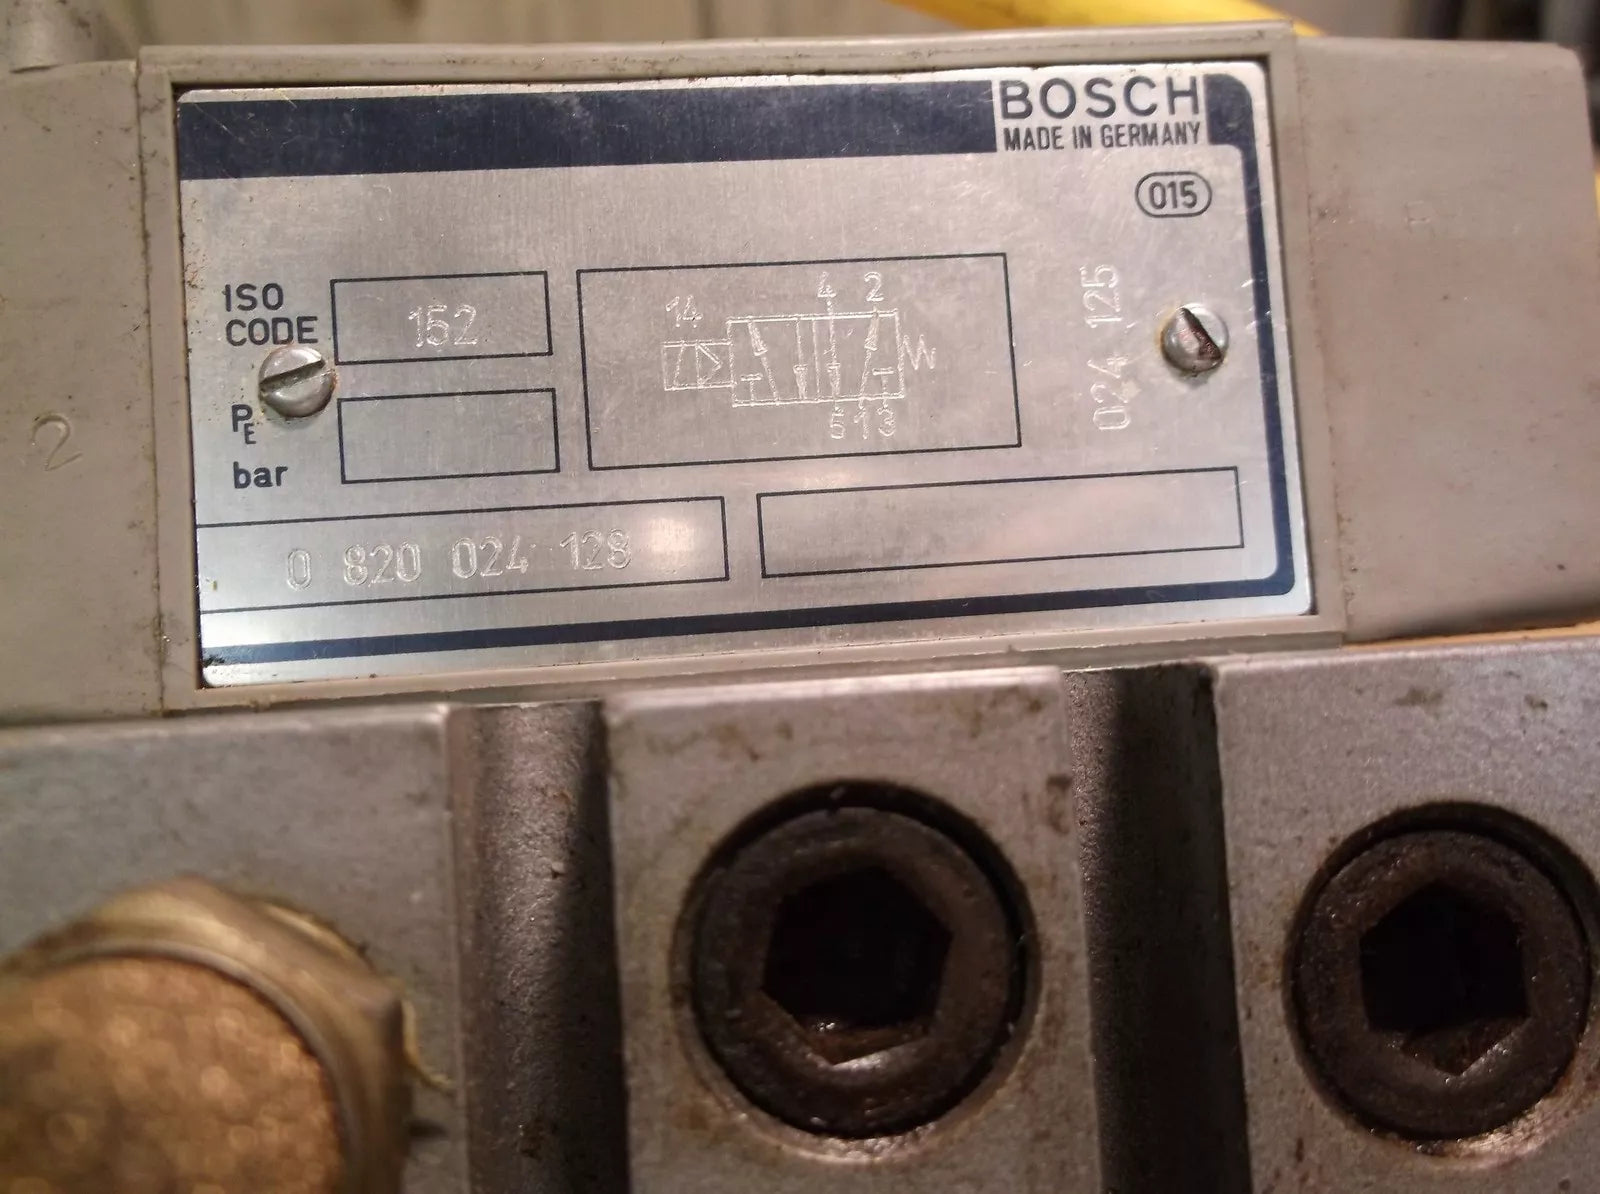 BOSCH
MADE IN GERMANY
015
ISO
CODE
152
14
4 2
5 1 3
024 125
PE
bar
0 820 024 128
2